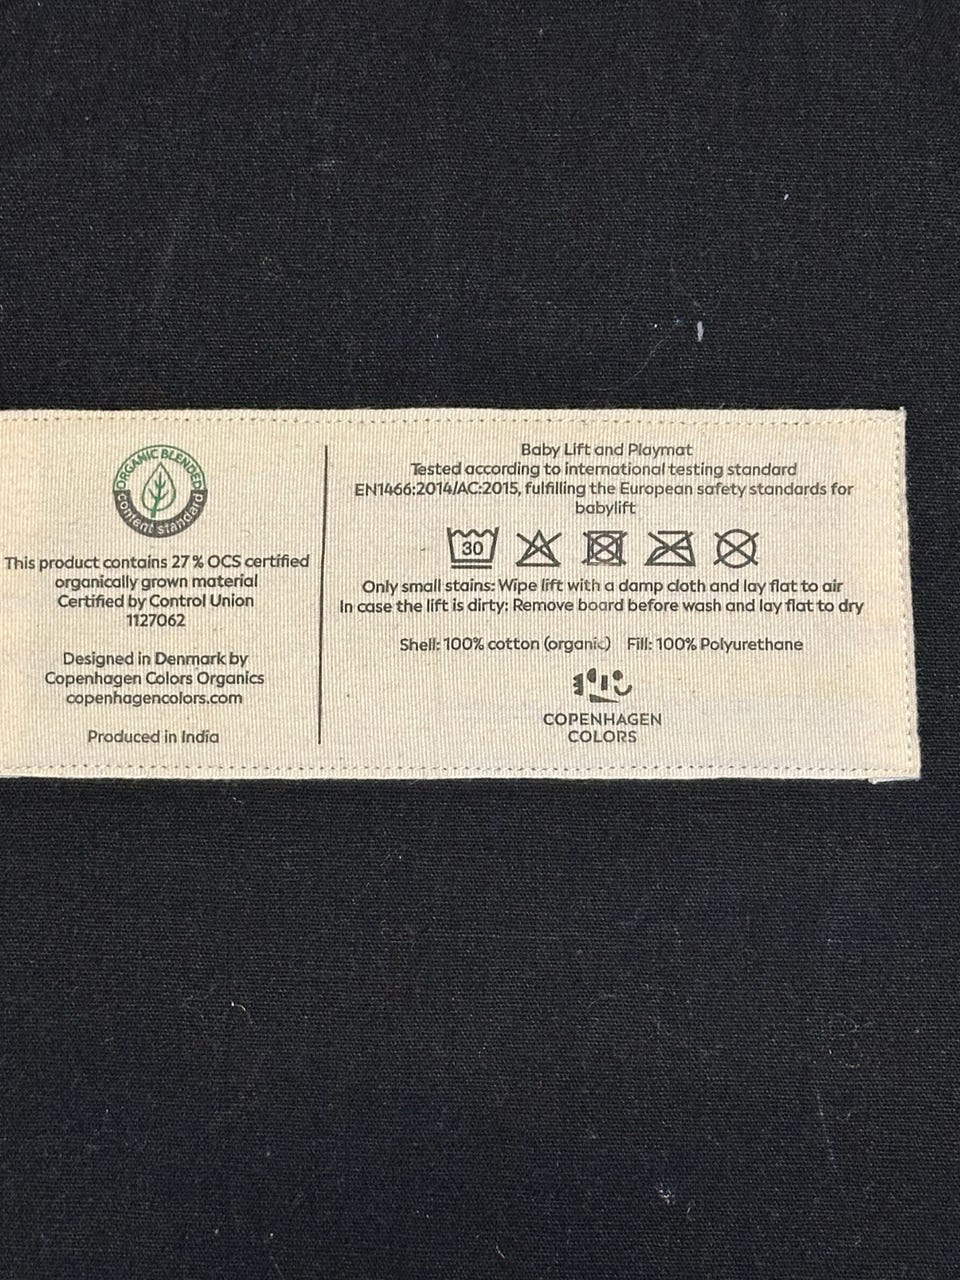 ORGANIC BLENDED
content standard
This product contains 27 % OCS certified
organically grown material
Certified by Control Union
1127062
Designed in Denmark by
Copenhagen Colors Organics
copenhagencolors.com
Produced in India
Baby Lift and Playmat
Tested according to international testing standard
EN1466:2014/AC:2015, fulfilling the European safety standards for
babylift
30
Only small stains: Wipe lift with a damp cloth and lay flat to air
In case the lift is dirty: Remove board before wash and lay flat to dry
Shell: 100% cotton (organic) Fill: 100% Polyurethane
COPENHAGEN
COLORS